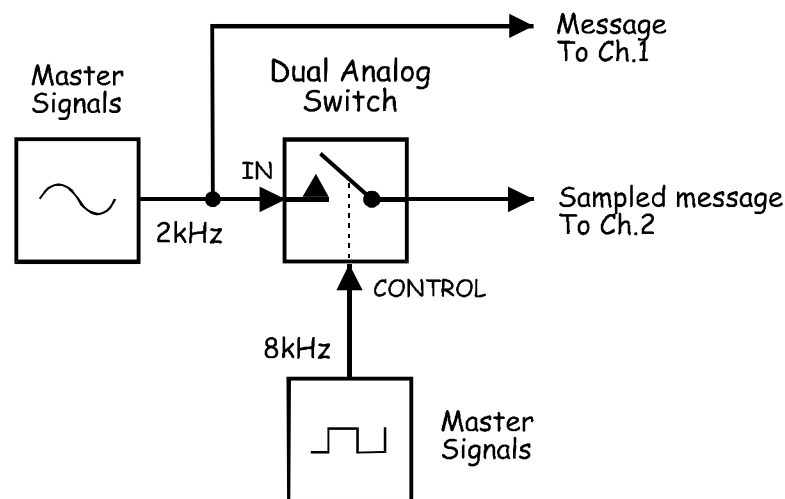 Message
To Ch.1
Master
Signals
Dual Analog
Switch
IN
2kHz
Sampled message
To Ch.2
CONTROL
8kHz
Master
Signals